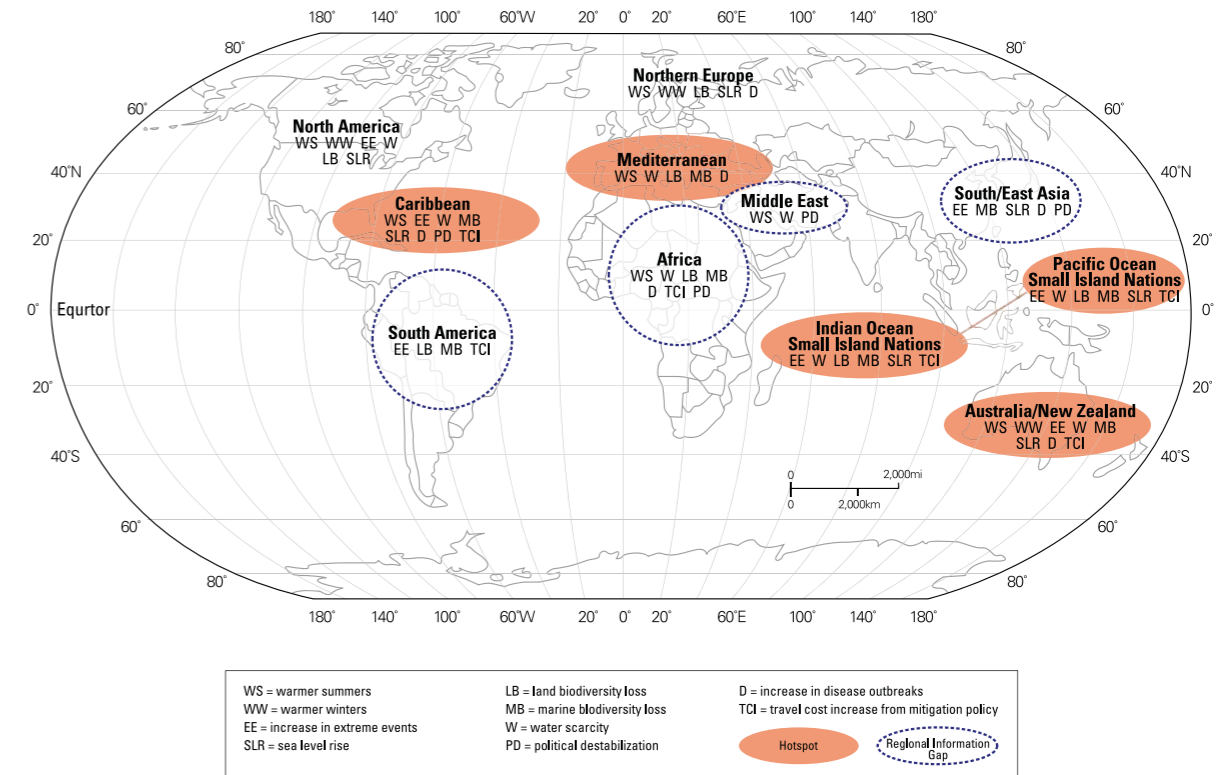 180˚ 140˚ 100˚ 60˚W 20˚ 0˚ 20˚ 60˚E 100˚ 140˚ 180˚
80˚ 80˚
Northern Europe
WS WW LB SLR D
60˚ 60˚
North America
WS WW EE W
LB SLR
Mediterranean
WS W LB MB D
40˚N 40˚N
Middle East
WS W PD
South/East Asia
EE MB SLR D PD
Caribbean
WS EE W MB
SLR D PD TCI
20˚ 20˚
Africa
WS W LB MB
D TCI PD
Pacific Ocean
Small Island Nations
EE W LB MB SLR TCI
0˚ Equrtor 0˚
South America
EE LB MB TCI
Indian Ocean
Small Island Nations
EE W LB MB SLR TCI
20˚ 20˚
Australia/New Zealand
WS WW EE W MB
SLR D TCI
40˚S 40˚S
0 2,000mi
0 2,000km
60˚ 60˚
80˚ 80˚
180˚ 140˚ 100˚ 60˚W 20˚ 0˚ 20˚ 60˚E 100˚ 140˚ 180˚
WS = warmer summers
WW = warmer winters
EE = increase in extreme events
SLR = sea level rise
LB = land biodiversity loss
MB = marine biodiversity loss
W = water scarcity
PD = political destabilization
D = increase in disease outbreaks
TCI = travel cost increase from mitigation policy
Hotspot
Regional Information
Gap